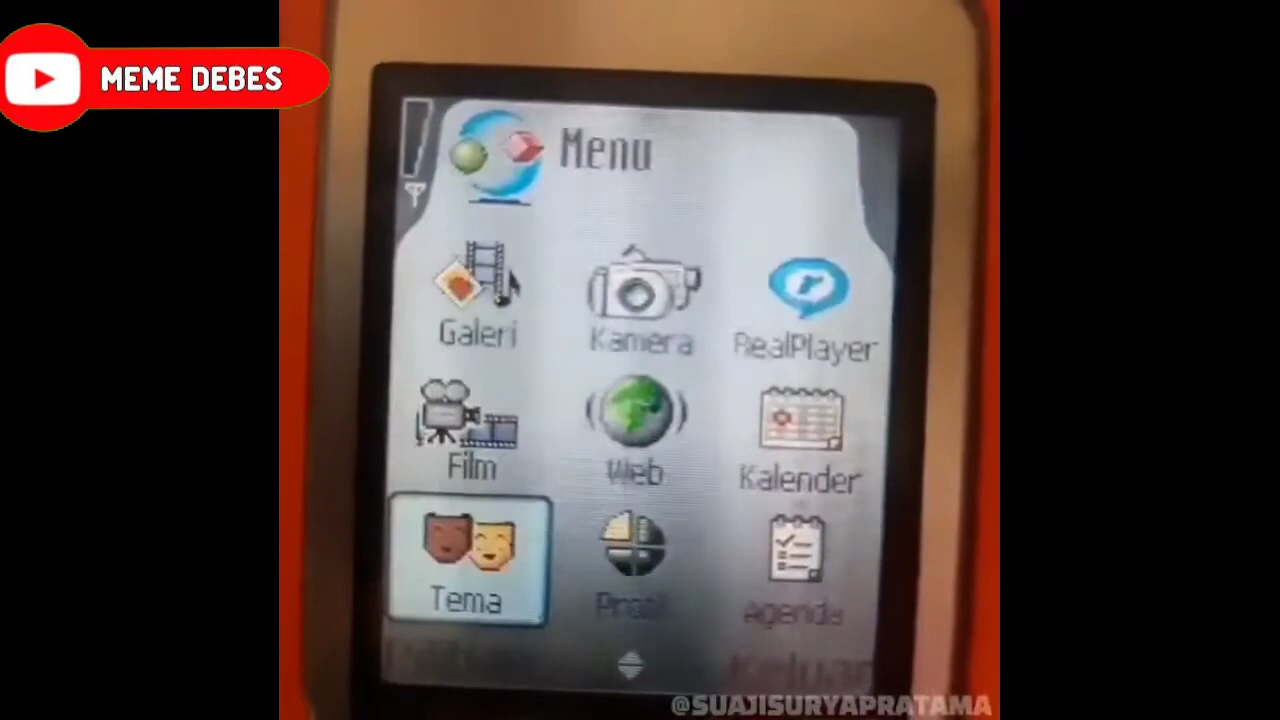 MEME DEBES
Menu
Galeri Kamera RealPlayer
Film Web Kalender
Tema Profil Agenda
Keluar
@SUAJISURYAPRATAMA